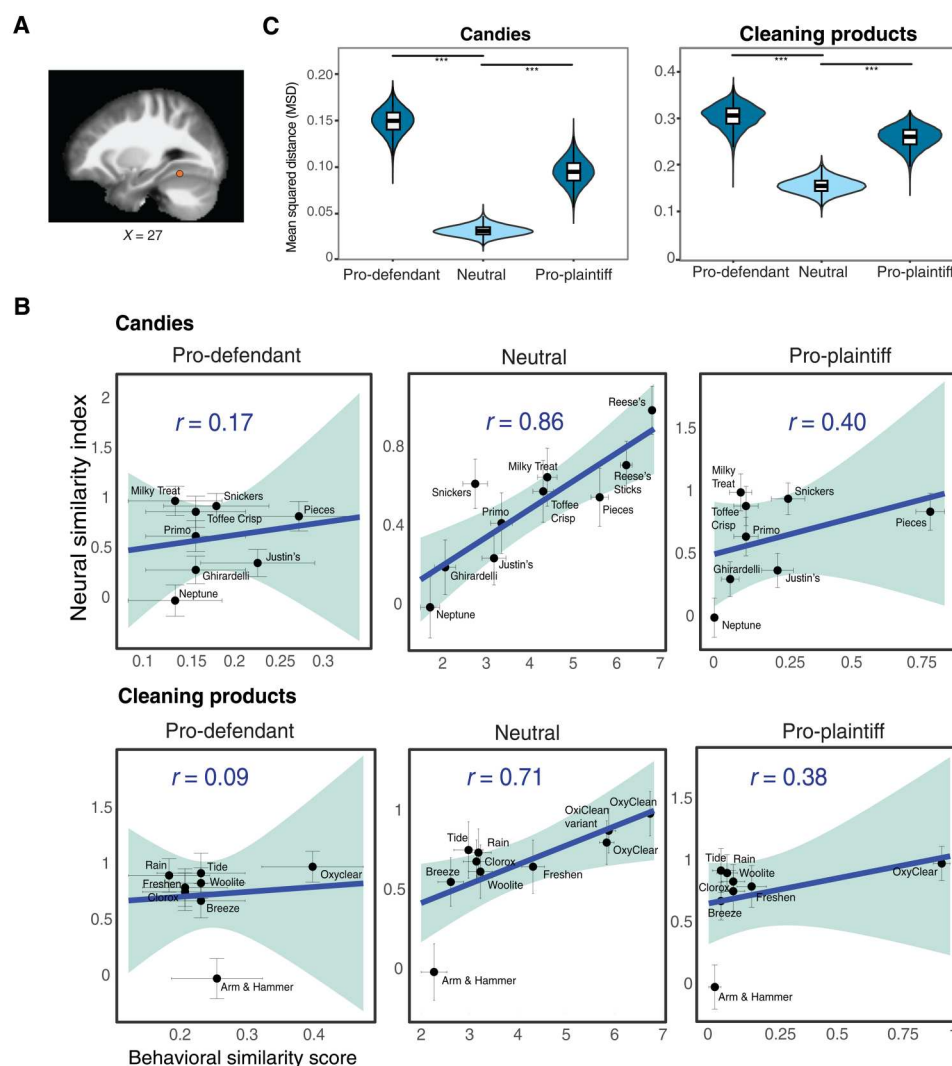 A
X = 27
C
Candies
Mean squared distance (MSD)
0.20
0.15
0.10
0.05
0
***
***
Pro-defendant
Neutral
Pro-plaintiff
Cleaning products
0.4
0.3
0.2
0.1
0
***
***
Pro-defendant
Neutral
Pro-plaintiff
B
Candies
Neural similarity index
Pro-defendant
r = 0.17
2
1.5
1
0.5
0
Milky Treat
Snickers
Toffee Crisp
Pieces
Primo
Justin's
Ghirardelli
Neptune
0.1
0.15
0.2
0.25
0.3
Neutral
r = 0.86
0.8
0.4
0
Reese's
Milky Treat
Reese's
Sticks
Snickers
Toffee
Crisp
Pieces
Primo
Justin's
Ghirardelli
Neptune
2
3
4
5
6
7
Pro-plaintiff
r = 0.40
1.5
1
0.5
0
Milky
Treat
Snickers
Toffee
Crisp
Primo
Pieces
Ghirardelli
Justin's
Neptune
0
0.25
0.5
0.75
Cleaning products
Pro-defendant
r = 0.09
1.5
1
0.5
0
Rain
Tide
Woolite
Oxyclear
Freshen
Clorox
Breeze
Arm & Hammer
0.2
0.4
Behavioral similarity score
Neutral
r = 0.71
1
0.5
0
OxyClean
OxiClean
variant
Tide
Rain
OxyClear
Clorox
Breeze
Woolite
Freshen
Arm & Hammer
2
3
4
5
6
7
Pro-plaintiff
r = 0.38
1.5
1
0.5
0
Tide
Rain
Woolite
OxyClear
Clorox
Freshen
Breeze
Arm & Hammer
0
0.25
0.5
0.75